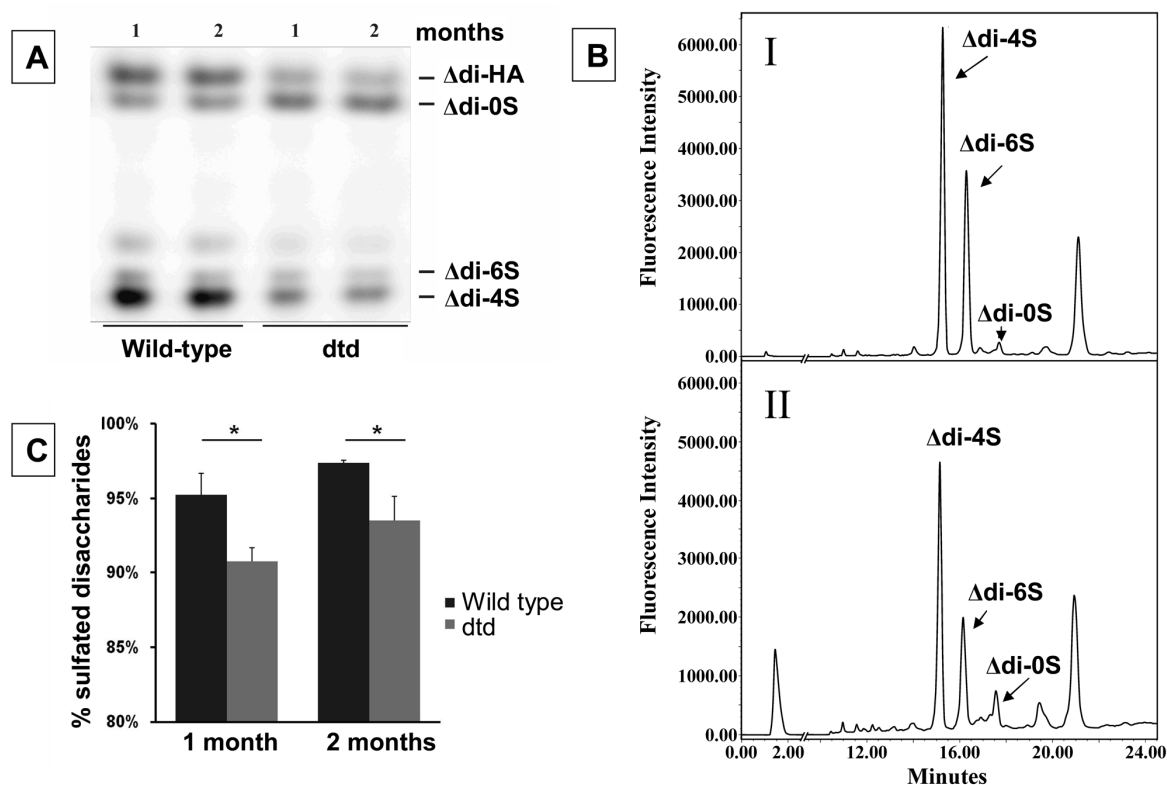 A
1 2 1 2 months
Δdi-HA
Δdi-0S
Δdi-6S
Δdi-4S
Wild-type dtd
B
I
Fluorescence Intensity
6000.00
5000.00
4000.00
3000.00
2000.00
1000.00
0.00
Δdi-4S
Δdi-6S
Δdi-0S
II
Fluorescence Intensity
6000.00
5000.00
4000.00
3000.00
2000.00
1000.00
0.00
Δdi-4S
Δdi-6S
Δdi-0S
0.00 2.00 12.00 16.00 20.00 24.00
Minutes
C
% sulfated disaccharides
100%
95%
90%
85%
80%
* *
Wild type
dtd
1 month 2 months